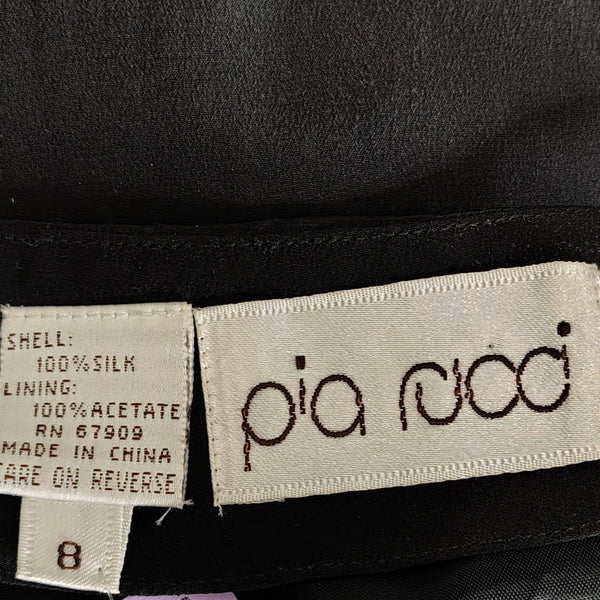 SHELL:
100% SILK
LINING:
100% ACETATE
RN 67909
MADE IN CHINA
CARE ON REVERSE
8
pia rucci